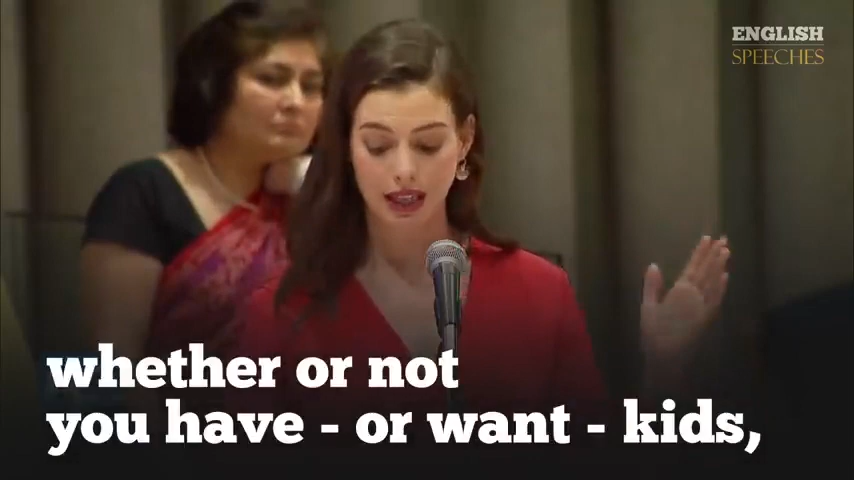 ENGLISH
SPEECHES
whether or not
you have - or want - kids,